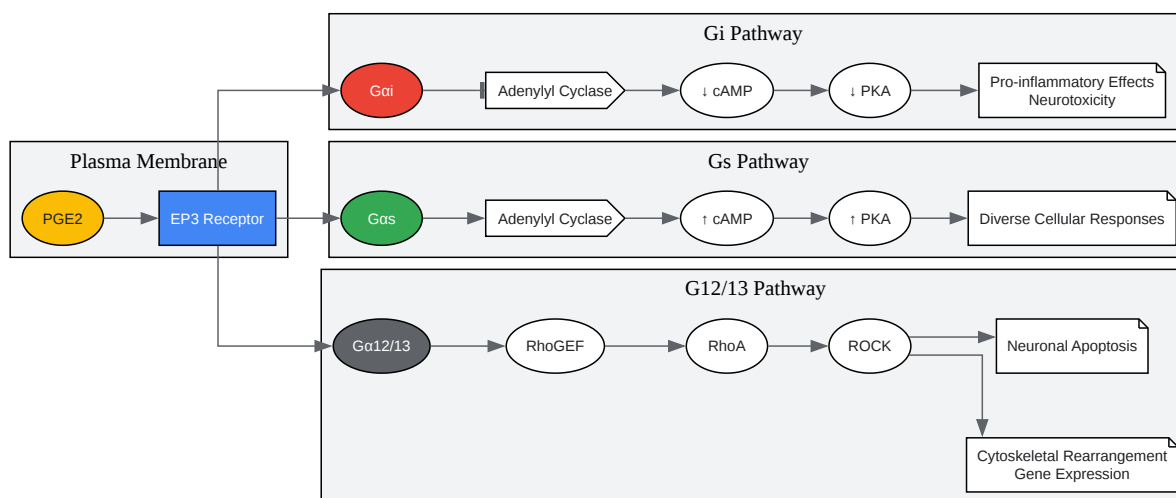 Gi Pathway
Gαi
Adenylyl Cyclase
↓ cAMP
↓ PKA
Pro-inflammatory Effects
Neurotoxicity
Plasma Membrane
PGE2
EP3 Receptor
Gs Pathway
Gαs
Adenylyl Cyclase
↑ cAMP
↑ PKA
Diverse Cellular Responses
G12/13 Pathway
Gα12/13
RhoGEF
RhoA
ROCK
Neuronal Apoptosis
Cytoskeletal Rearrangement
Gene Expression